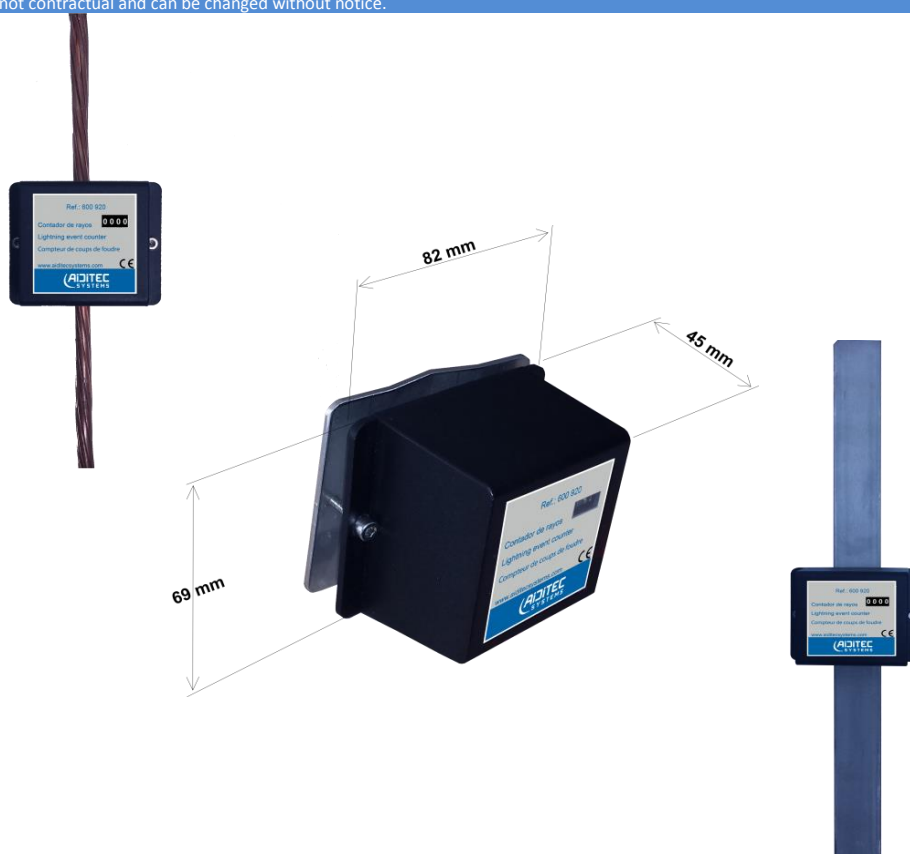 not contractual and can be changed without notice.
Ref.: 600 920
Contador de rayos 0000
Lightning event counter
Compteur de coups de foudre
www.aiditecsystems.com CE
AIDITEC
SYSTEMS
82 mm
45 mm
69 mm
Ref.: 600 920
Contador de rayos
Lightning event counter
Compteur de coups de foudre
CE
www.aiditecsystems.com
AIDITEC
SYSTEMS
Ref.: 600 920
Contador de rayos 0000
Lightning event counter
Compteur de coups de foudre
www.aiditecsystems.com CE
AIDITEC
SYSTEMS